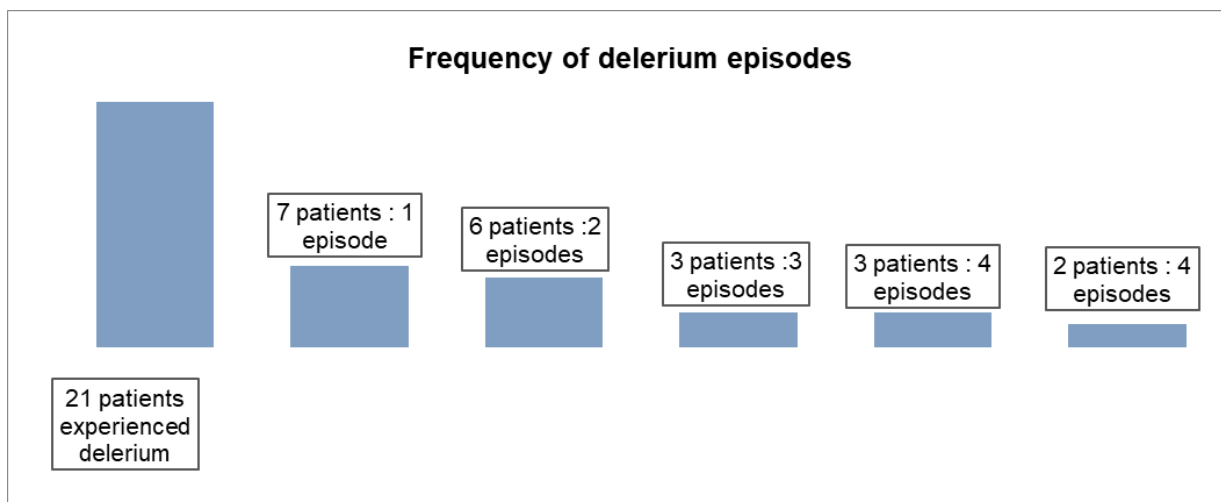 Frequency of delerium episodes
7 patients : 1
episode
6 patients :2
episodes
3 patients :3
episodes
3 patients : 4
episodes
2 patients : 4
episodes
21 patients
experienced
delerium